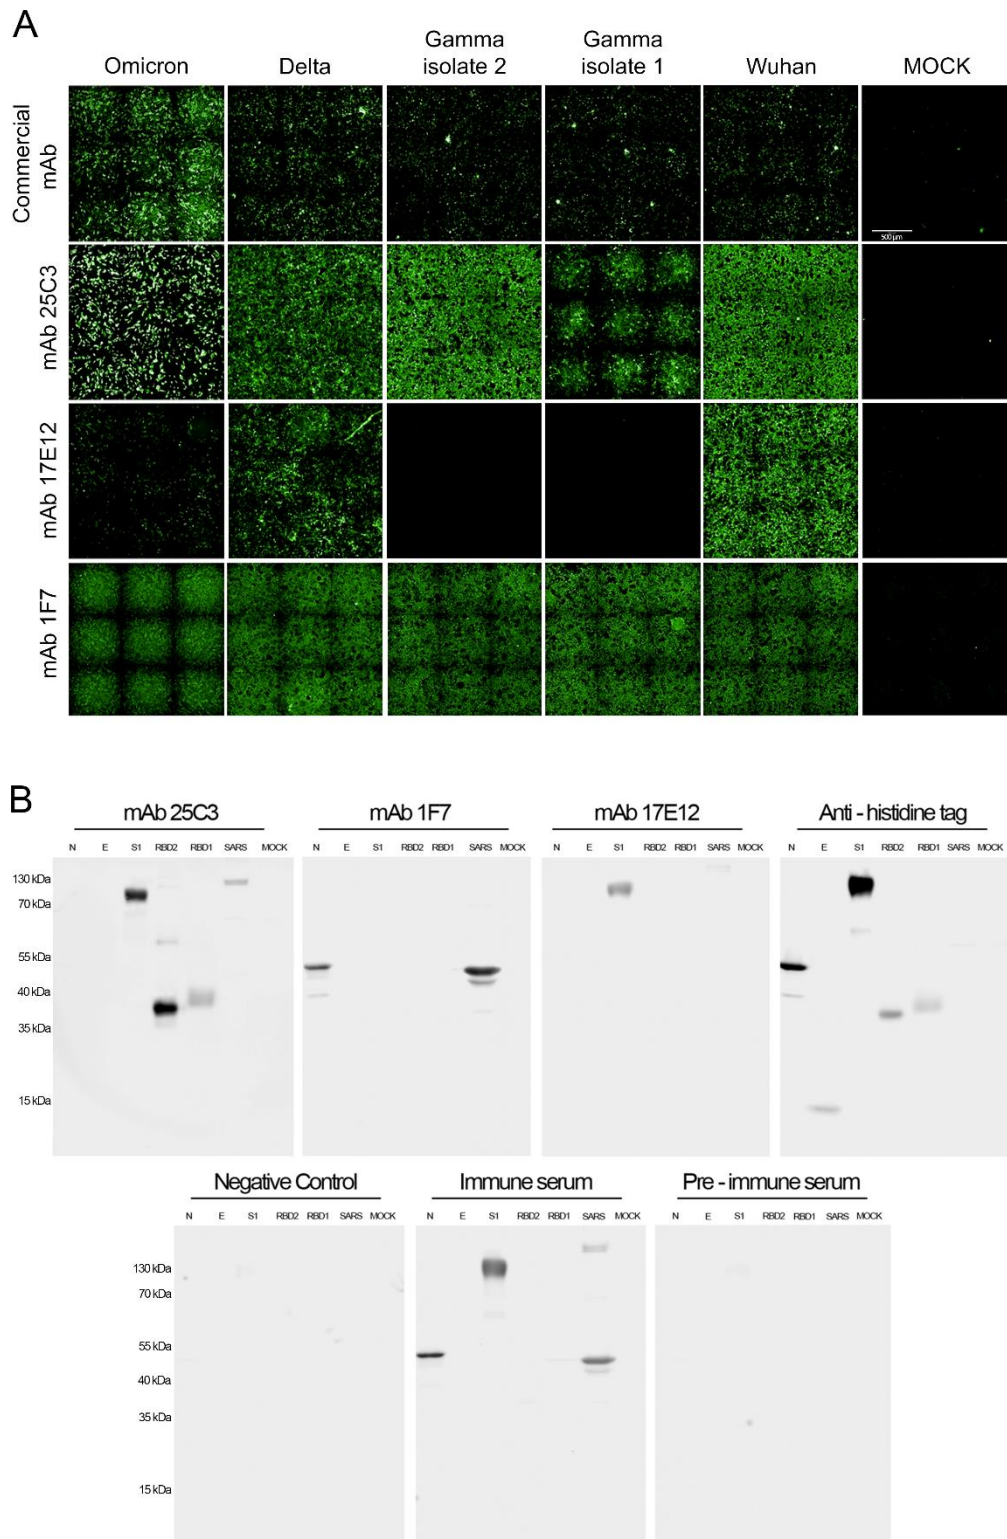 A
Omicron
Delta
Gamma
isolate 2
Gamma
isolate 1
Wuhan
MOCK
Commercial
mAb
500 µm
mAb 25C3
mAb 17E12
mAb 1F7
B
mAb 25C3
mAb 1F7
mAb 17E12
Anti - histidine tag
N E S1 RBD2 RBD1 SARS MOCK
N E S1 RBD2 RBD1 SARS MOCK
N E S1 RBD2 RBD1 SARS MOCK
N E S1 RBD2 RBD1 SARS MOCK
130 kDa
70 kDa
55 kDa
40 kDa
35 kDa
15 kDa
Negative Control
Immune serum
Pre - immune serum
N E S1 RBD2 RBD1 SARS MOCK
N E S1 RBD2 RBD1 SARS MOCK
N E S1 RBD2 RBD1 SARS MOCK
130 kDa
70 kDa
55 kDa
40 kDa
35 kDa
15 kDa